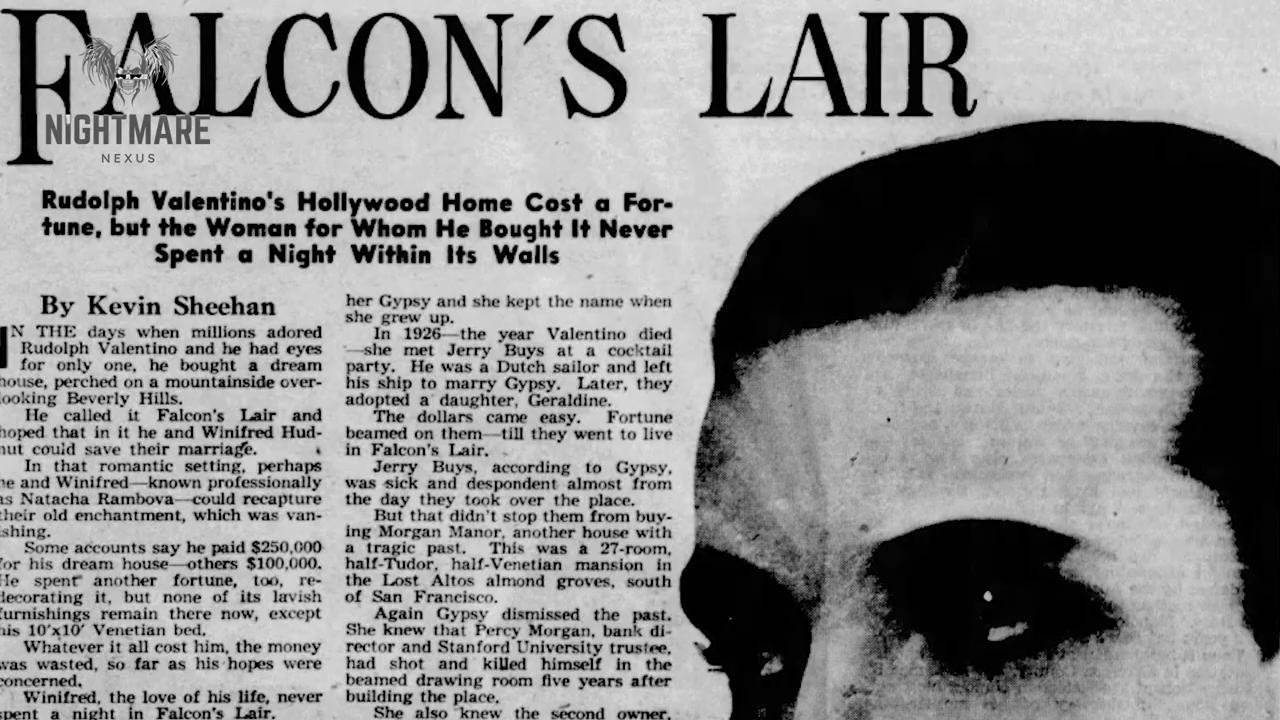 FALCON´S LAIR
NiGHTMARE
NEXUS
Rudolph Valentino's Hollywood Home Cost a For-
tune, but the Woman for Whom He Bought It Never
Spent a Night Within Its Walls
By Kevin Sheehan
IN THE days when millions adored
Rudolph Valentino and he had eyes
for only one, he bought a dream
house, perched on a mountainside over-
looking Beverly Hills.
He called it Falcon's Lair and
hoped that in it he and Winifred Hud-
nut could save their marriage.
In that romantic setting, perhaps
he and Winifred—known professionally
as Natacha Rambova—could recapture
their old enchantment, which was van-
ishing.
Some accounts say he paid $250,000
for his dream house—others $100,000.
He spent another fortune, too, re-
decorating it, but none of its lavish
furnishings remain there now, except
his 10'x10' Venetian bed.
Whatever it all cost him, the money
was wasted, so far as his hopes were
concerned.
Winifred, the love of his life, never
spent a night in Falcon's Lair.
her Gypsy and she kept the name when
she grew up.
In 1926—the year Valentino died
—she met Jerry Buys at a cocktail
party. He was a Dutch sailor and left
his ship to marry Gypsy. Later, they
adopted a daughter, Geraldine.
The dollars came easy. Fortune
beamed on them—till they went to live
in Falcon's Lair.
Jerry Buys, according to Gypsy,
was sick and despondent almost from
the day they took over the place.
But that didn't stop them from buy-
ing Morgan Manor, another house with
a tragic past. This was a 27-room,
half-Tudor, half-Venetian mansion in
the Lost Altos almond groves, south
of San Francisco.
Again Gypsy dismissed the past.
She knew that Percy Morgan, bank di-
rector and Stanford University trustee,
had shot and killed himself in the
beamed drawing room five years after
building the place.
She also knew the second owner,